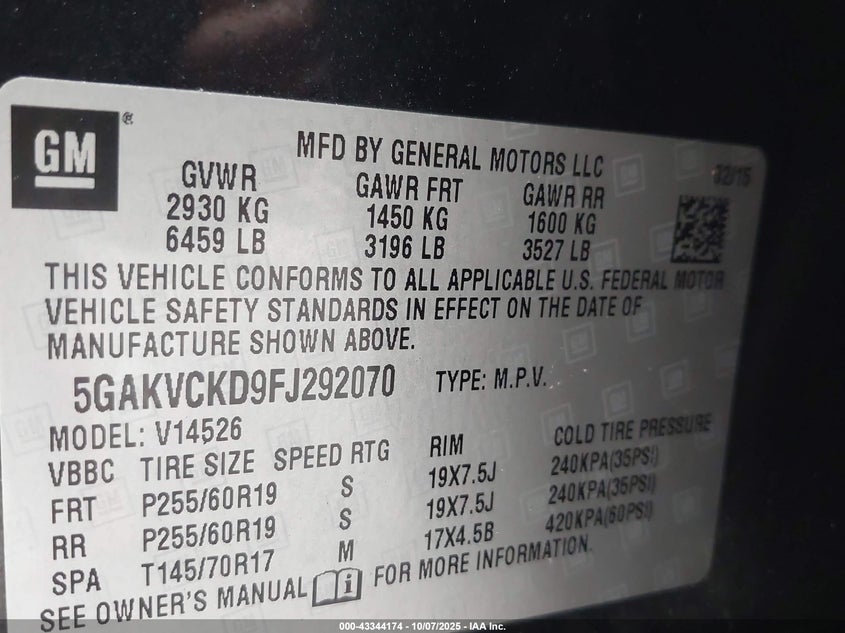 GM®
MFD BY GENERAL MOTORS LLC
GVWR GAWR FRT GAWR RR
2930 KG 1450 KG 1600 KG
6459 LB 3196 LB 3527 LB
THIS VEHICLE CONFORMS TO ALL APPLICABLE U.S. FEDERAL MOTOR
VEHICLE SAFETY STANDARDS IN EFFECT ON THE DATE OF
MANUFACTURE SHOWN ABOVE.
5GAKVCKD9FJ292070 TYPE: M.P.V.
MODEL: V14526
VBBC TIRE SIZE SPEED RTG RIM COLD TIRE PRESSURE
FRT P255/60R19 S 19X7.5J 240KPA(35PSI)
RR P255/60R19 S 19X7.5J 240KPA(35PSI)
SPA T145/70R17 M 17X4.5B 420KPA(60PSI)
SEE OWNER'S MANUAL FOR MORE INFORMATION.
000-43344174 - 10/07/2025 - IAA Inc.